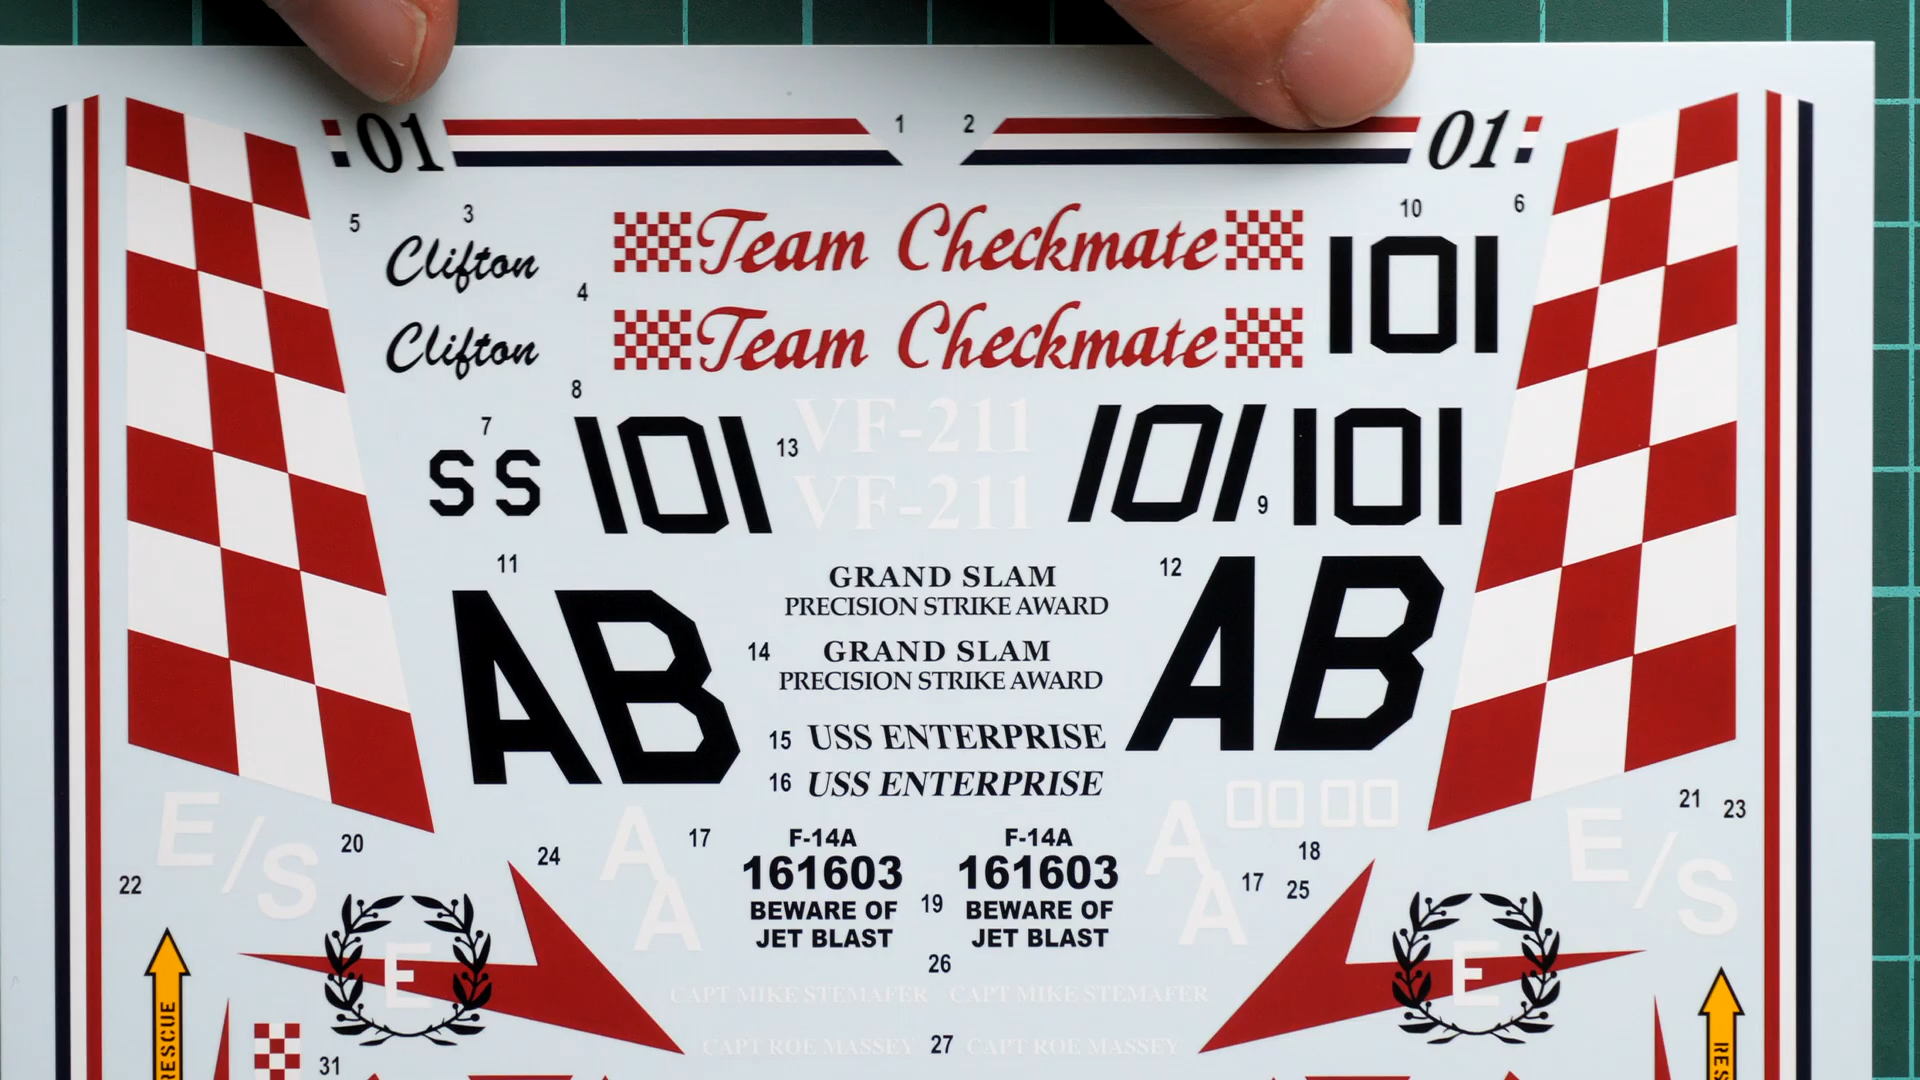 01 1 2 01
5 3 10 6
Clifton Team Checkmate 101
4
Clifton Team Checkmate
8
7 VF-211
SS 101 13 101 9 101
VF-211
11 GRAND SLAM 12
PRECISION STRIKE AWARD
AB 14 GRAND SLAM AB
PRECISION STRIKE AWARD
15 USS ENTERPRISE
16 USS ENTERPRISE
00 00
E/S 20 24 A 17 F-14A F-14A A 18 21 23 E/S
22 A 161603 161603 A 17 25
BEWARE OF 19 BEWARE OF
JET BLAST JET BLAST
E 26 E
CAPT MIKE STEMAFER CAPT MIKE STEMAFER
CAPT ROE MASSEY 27 CAPT ROE MASSEY
RESCUE 31 RES